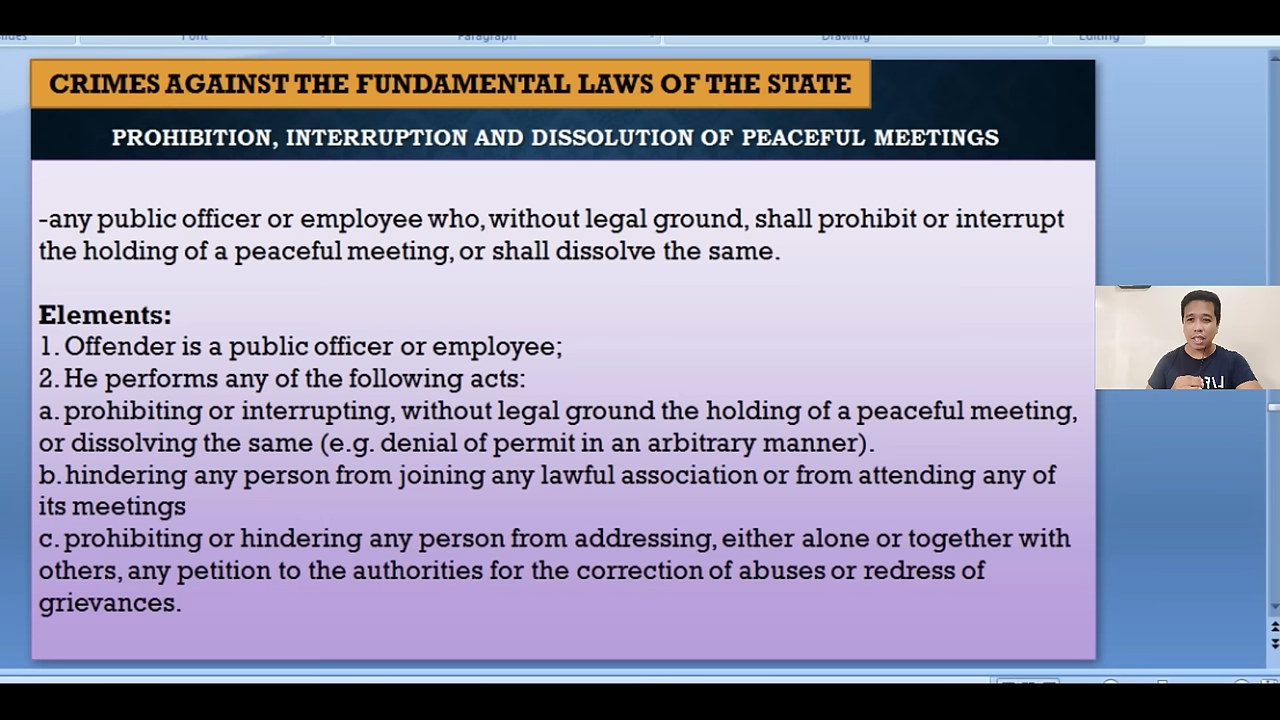 Font
Paragraph
Drawing
Editing
CRIMES AGAINST THE FUNDAMENTAL LAWS OF THE STATE
PROHIBITION, INTERRUPTION AND DISSOLUTION OF PEACEFUL MEETINGS
-any public officer or employee who, without legal ground, shall prohibit or interrupt
the holding of a peaceful meeting, or shall dissolve the same.
Elements:
1. Offender is a public officer or employee;
2. He performs any of the following acts:
a. prohibiting or interrupting, without legal ground the holding of a peaceful meeting,
or dissolving the same (e.g. denial of permit in an arbitrary manner).
b. hindering any person from joining any lawful association or from attending any of
its meetings
c. prohibiting or hindering any person from addressing, either alone or together with
others, any petition to the authorities for the correction of abuses or redress of
grievances.